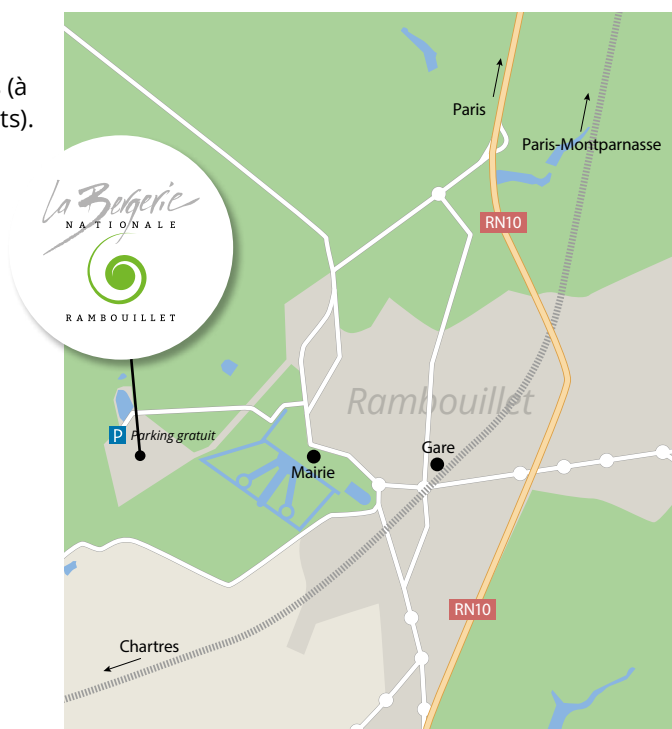 (à
ts).
Paris
Paris-Montparnasse
La Bergerie
NATIONALE
RN10
RAMBOUILLET
Rambouillet
P Parking gratuit
Gare
Mairie
RN10
Chartres